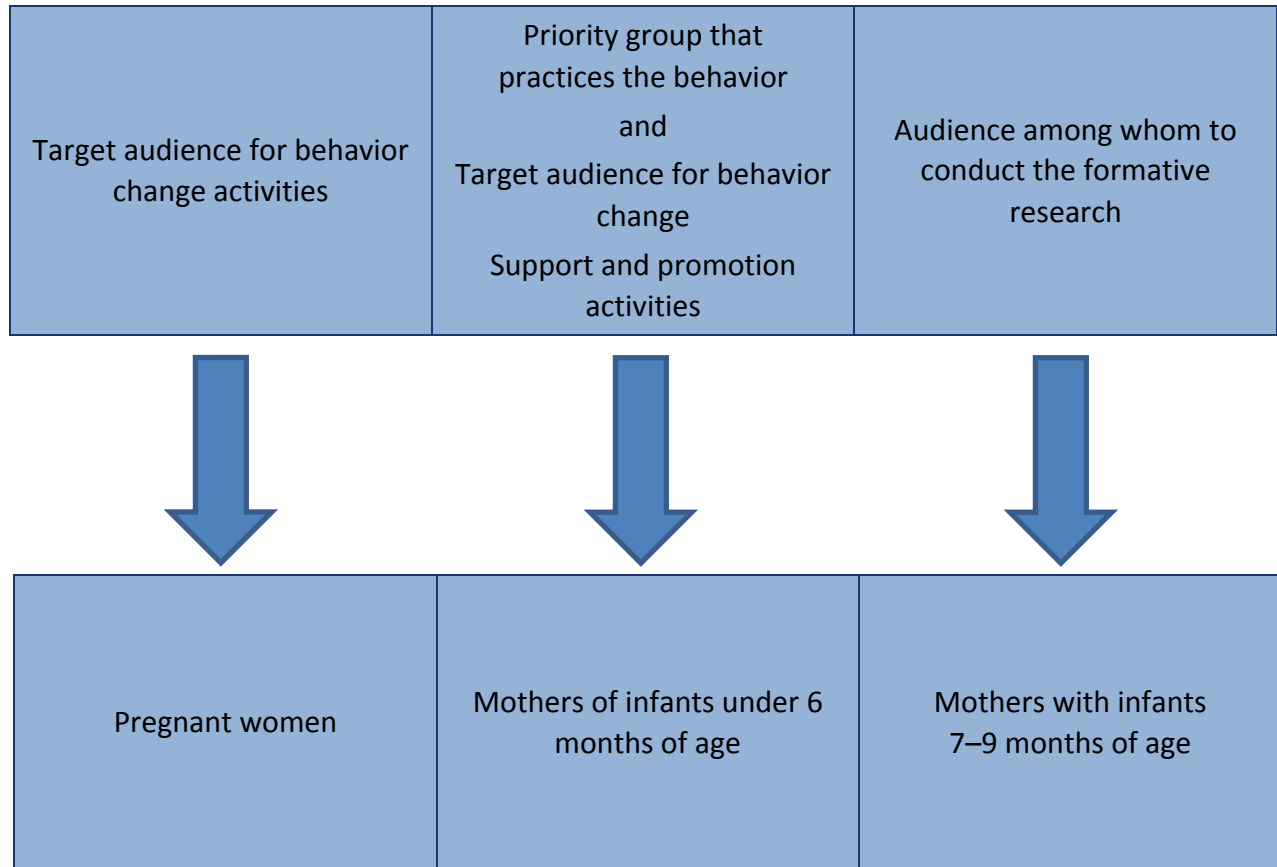 Target audience for behavior
change activities
Priority group that
practices the behavior
and
Target audience for behavior
change
Support and promotion
activities
Audience among whom to
conduct the formative
research
Pregnant women
Mothers of infants under 6
months of age
Mothers with infants
7–9 months of age